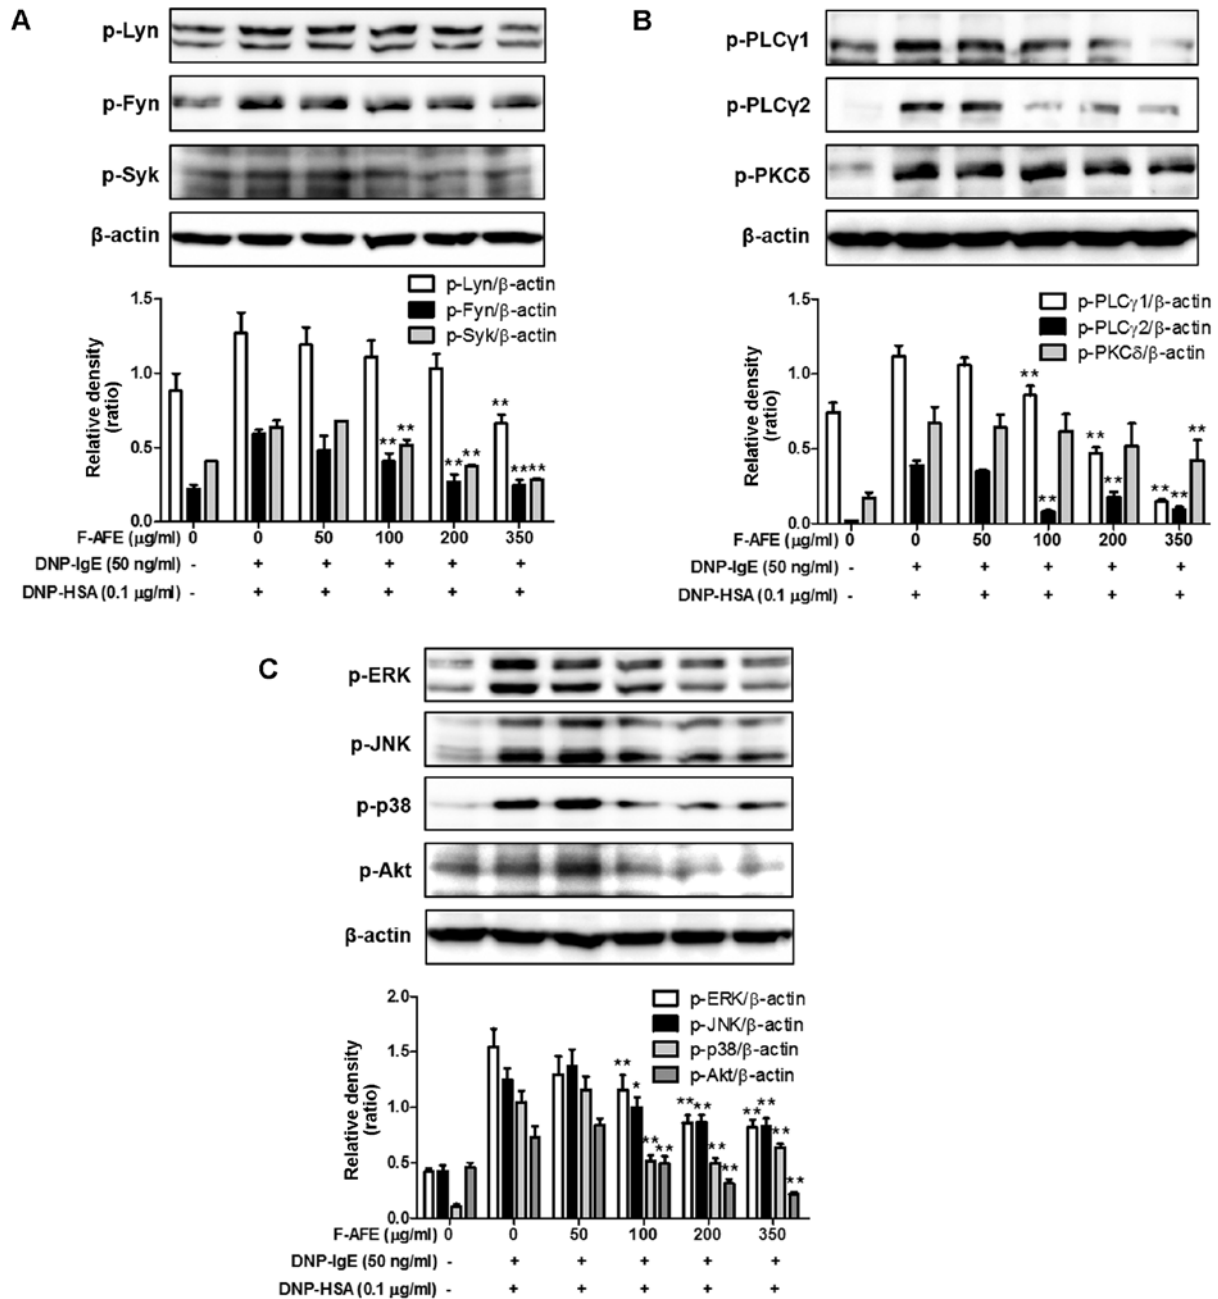 A
p-Lyn
p-Fyn
p-Syk
β-actin
p-Lyn/β-actin
p-Fyn/β-actin
p-Syk/β-actin
Relative density
(ratio)
1.5
1.0
0.5
0.0
** **
** **
**
** **
F-AFE (μg/ml) 0 0 50 100 200 350
DNP-IgE (50 ng/ml) - + + + + +
DNP-HSA (0.1 μg/ml) - + + + + +
B
p-PLCγ1
p-PLCγ2
p-PKCδ
β-actin
p-PLCγ1/β-actin
p-PLCγ2/β-actin
p-PKCδ/β-actin
Relative density
(ratio)
1.5
1.0
0.5
0.0
**
**
**
**
** **
**
F-AFE (μg/ml) 0 0 50 100 200 350
DNP-IgE (50 ng/ml) - + + + + +
DNP-HSA (0.1 μg/ml) - + + + + +
C
p-ERK
p-JNK
p-p38
p-Akt
β-actin
p-ERK/β-actin
p-JNK/β-actin
p-p38/β-actin
p-Akt/β-actin
Relative density
(ratio)
2.0
1.5
1.0
0.5
0.0
**
*
** **
** **
**
**
** **
**
**
F-AFE (μg/ml) 0 0 50 100 200 350
DNP-IgE (50 ng/ml) - + + + + +
DNP-HSA (0.1 μg/ml) - + + + + +